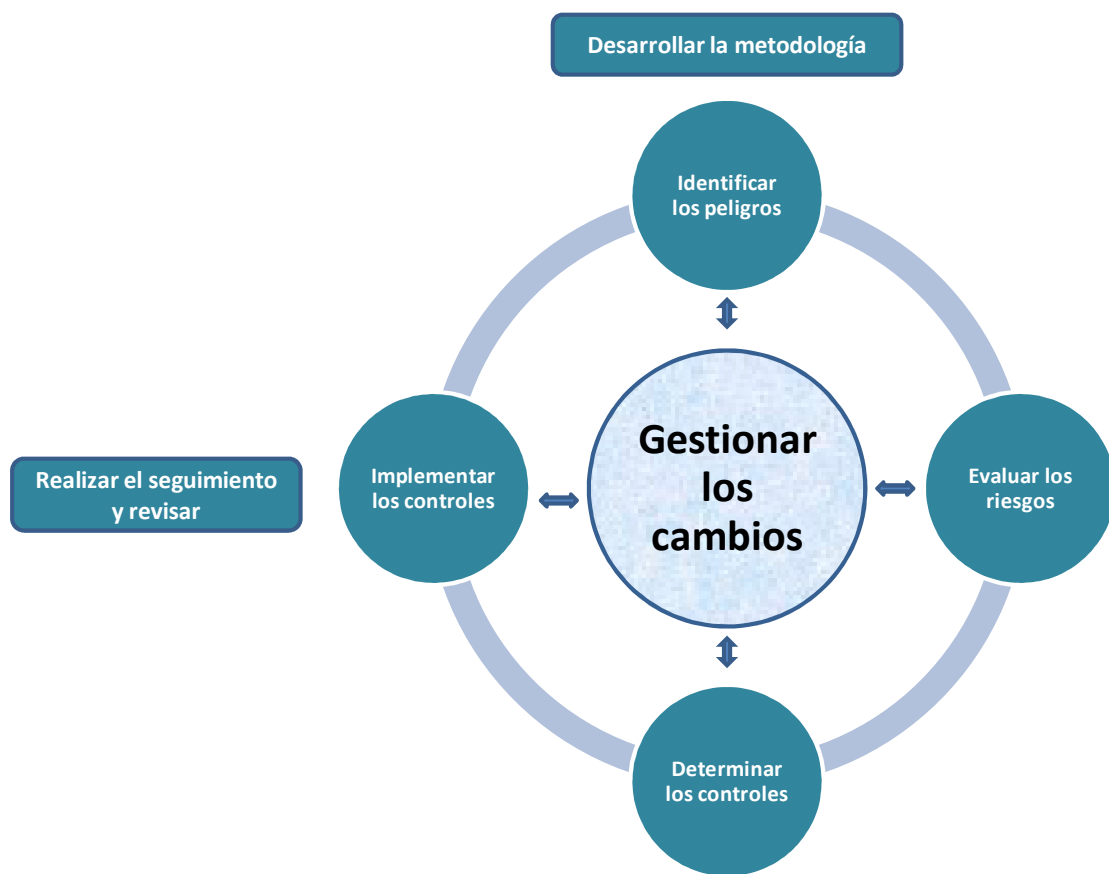 Desarrollar la metodología
Identificar
los peligros
Gestionar
los
cambios
Realizar el seguimiento
y revisar
Implementar
los controles
Evaluar los
riesgos
Determinar
los controles